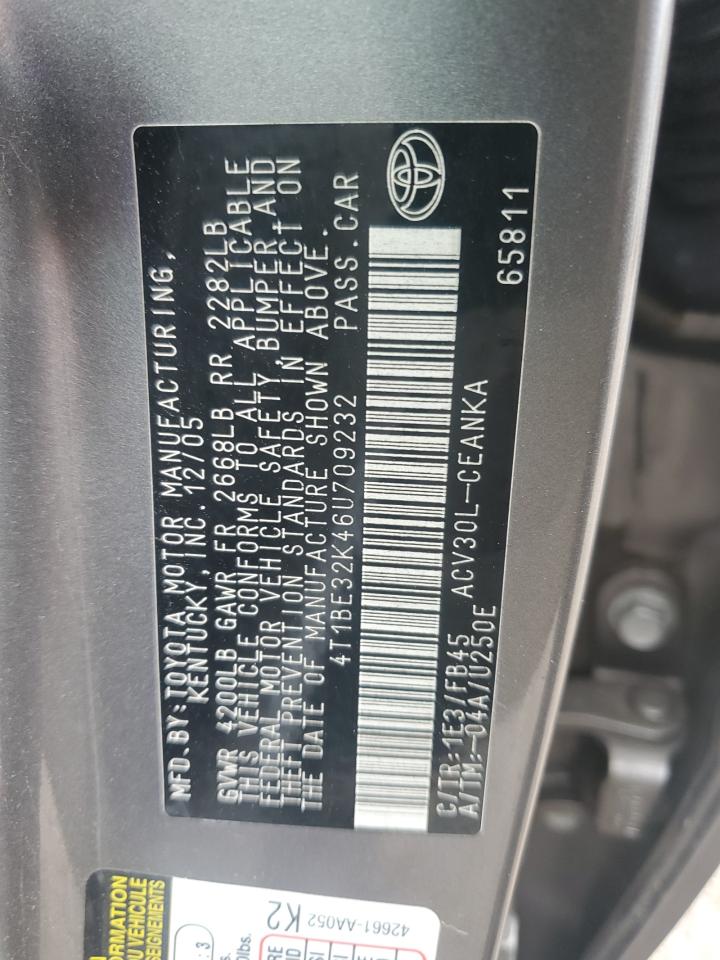 MFD.BY:TOYOTA MOTOR MANUFACTURING,
KENTUCKY, INC. 12/05
GVWR 4200LB GAWR FR 2668LB RR 2282LB
THIS VEHICLE CONFORMS TO ALL APPLICABLE
FEDERAL MOTOR VEHICLE SAFETY, BUMPER, AND
THEFT PREVENTION STANDARDS IN EFFECT ON
THE DATE OF MANUFACTURE SHOWN ABOVE.
4T1BE32K46U709232 PASS.CAR
C/TR:1E3/FB45 ACV30L-CEANKA
A/TM:-04A/U250E 65811
42661-AA052
K2